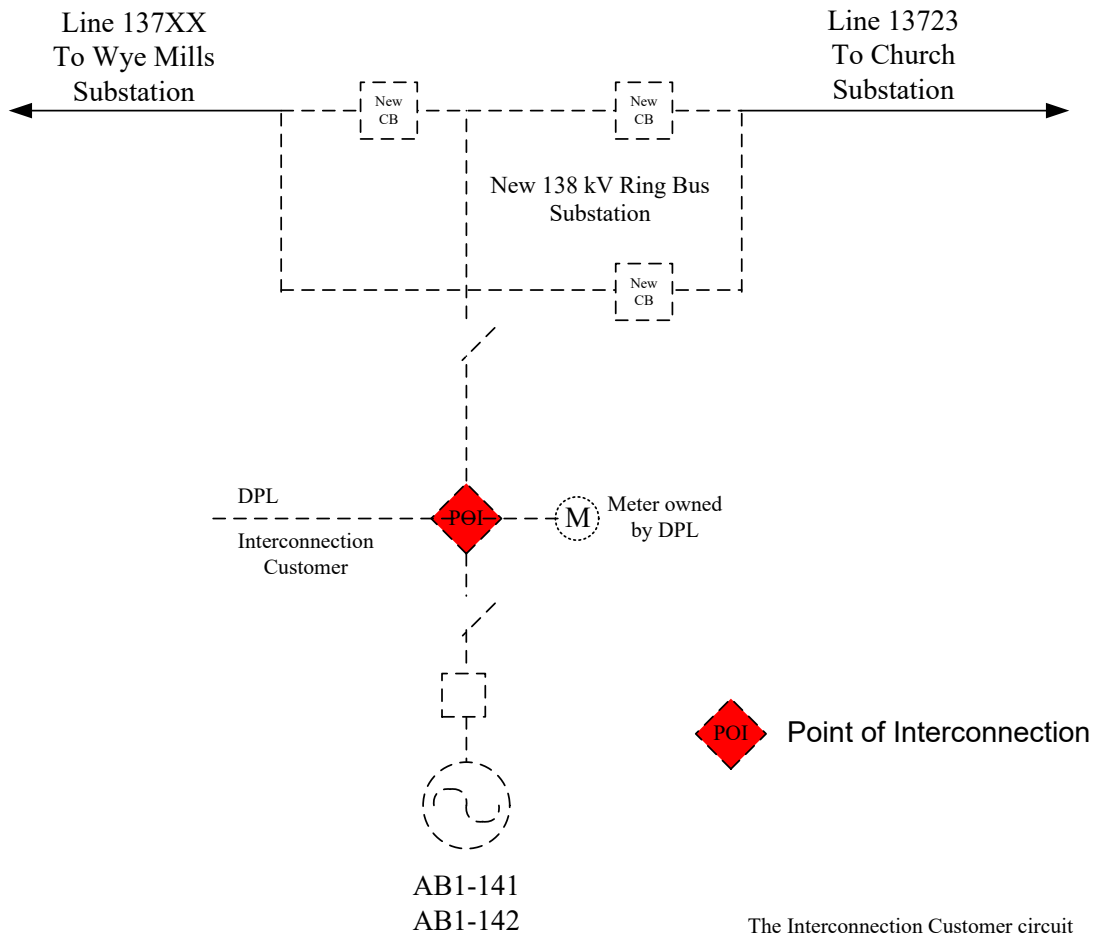 Line 137XX
To Wye Mills
Substation
Line 13723
To Church
Substation
New
CB
New
CB
New 138 kV Ring Bus
Substation
New
CB
DPL
POI
M
Meter owned
by DPL
Interconnection
Customer
POI
Point of Interconnection
AB1-141
AB1-142
The Interconnection Customer circuit